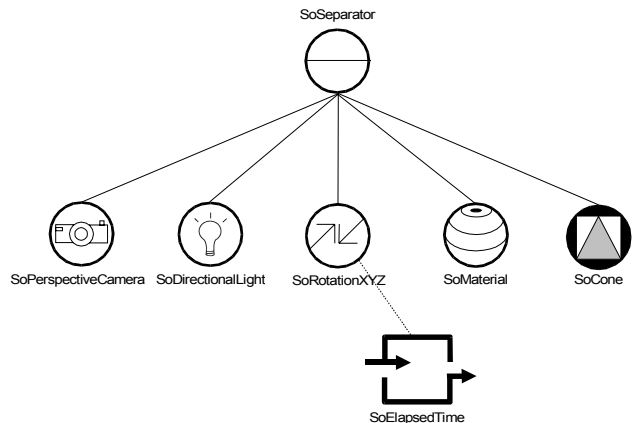 SoSeparator
SoPerspectiveCamera
SoDirectionalLight
SoRotationXYZ
SoMaterial
SoCone
SoElapsedTime